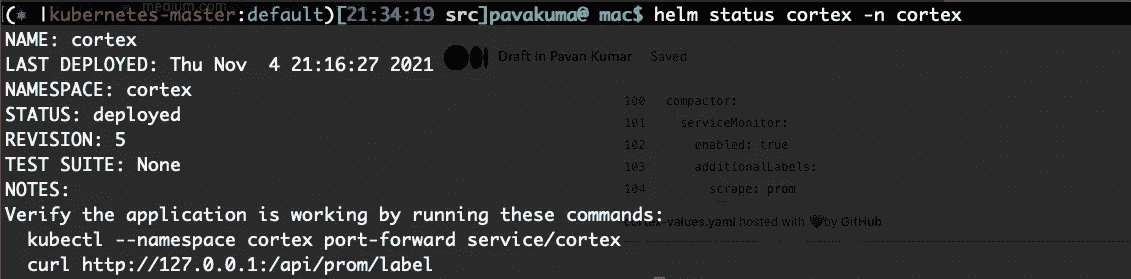 medium.com
(* |kubernetes-master:default)[21:34:19 src]pavakuma@ mac$ helm status cortex -n cortex
NAME: cortex
LAST DEPLOYED: Thu Nov  4 21:16:27 2021
Draft in Pavan Kumar Saved
NAMESPACE: cortex
STATUS: deployed
REVISION: 5
TEST SUITE: None
NOTES:
100 compactor:
101 serviceMonitor:
102 enabled: true
103 additionalLabels:
104 scrape: prom
Verify the application is working by running these commands:
cortex-values.yaml hosted with by GitHub
  kubectl --namespace cortex port-forward service/cortex
  curl http://127.0.0.1:/api/prom/label